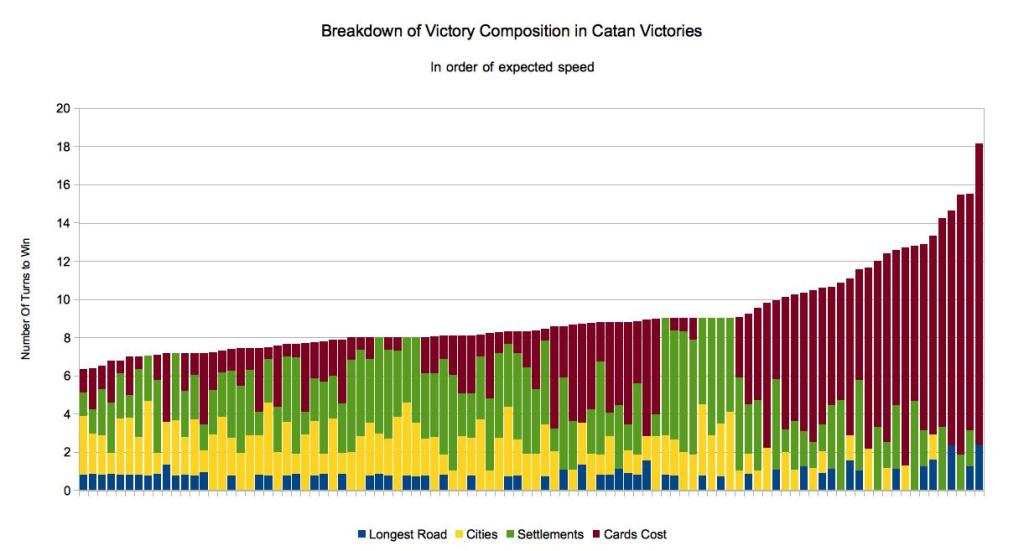 Breakdown of Victory Composition in Catan Victories
In order of expected speed
20
18
16
14
12
10
8
6
4
2
0
Number Of Turns to Win
Longest Road Cities Settlements Cards Cost